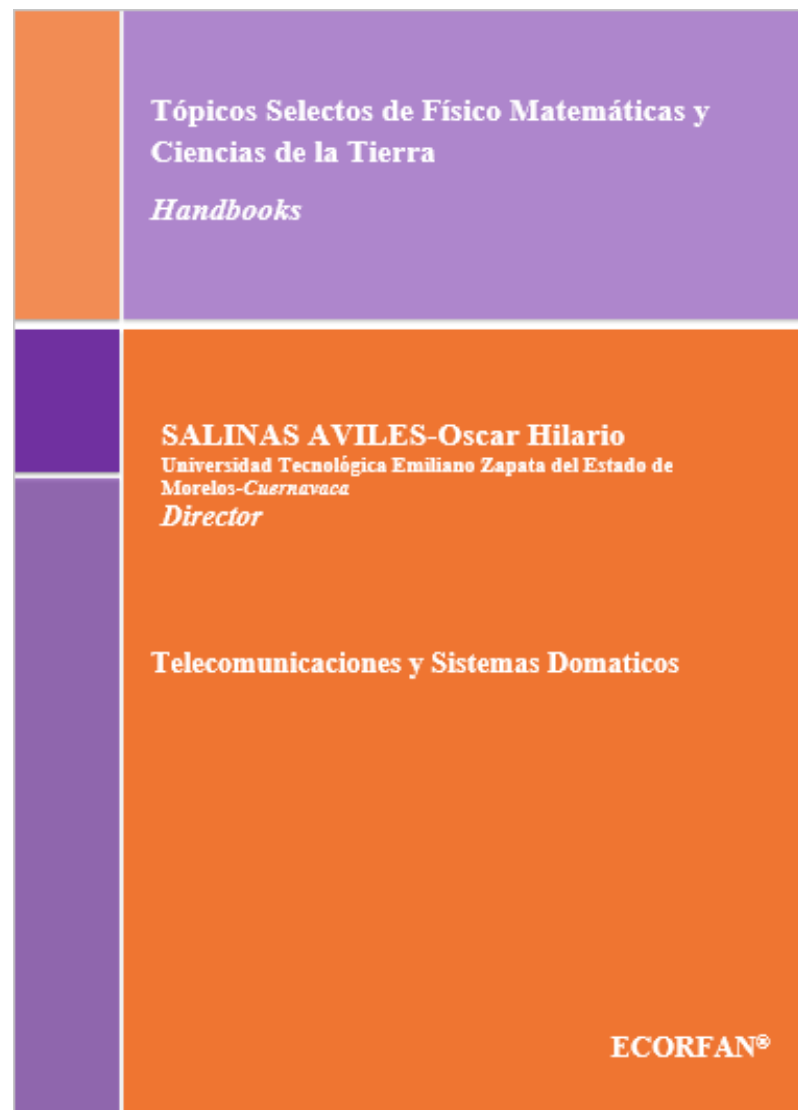 Tópicos Selectos de Físico Matemáticas y
Ciencias de la Tierra
Handbooks
SALINAS AVILES-Oscar Hilario
Universidad Tecnológica Emiliano Zapata del Estado de
Morelos-Cuernavaca
Director
Telecomunicaciones y Sistemas Domaticos
ECORFAN®